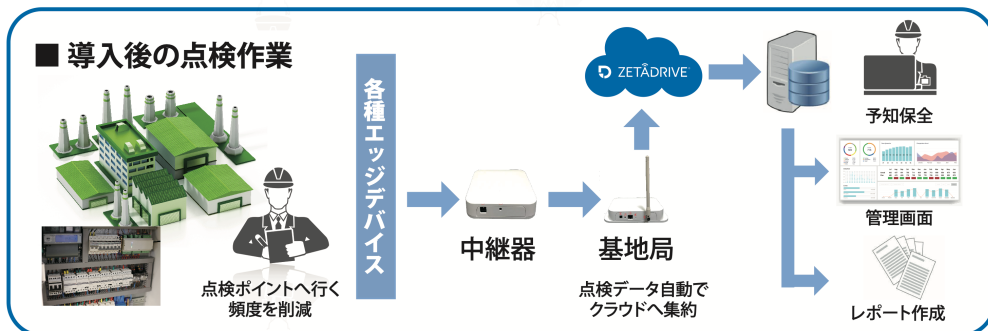 ■ 導入後の点検作業
点検ポイントへ行く
頻度を削減
各種エッジデバイス
中継器
基地局
点検データ自動で
クラウドへ集約
ZETADRIVE
予知保全
管理画面
レポート作成